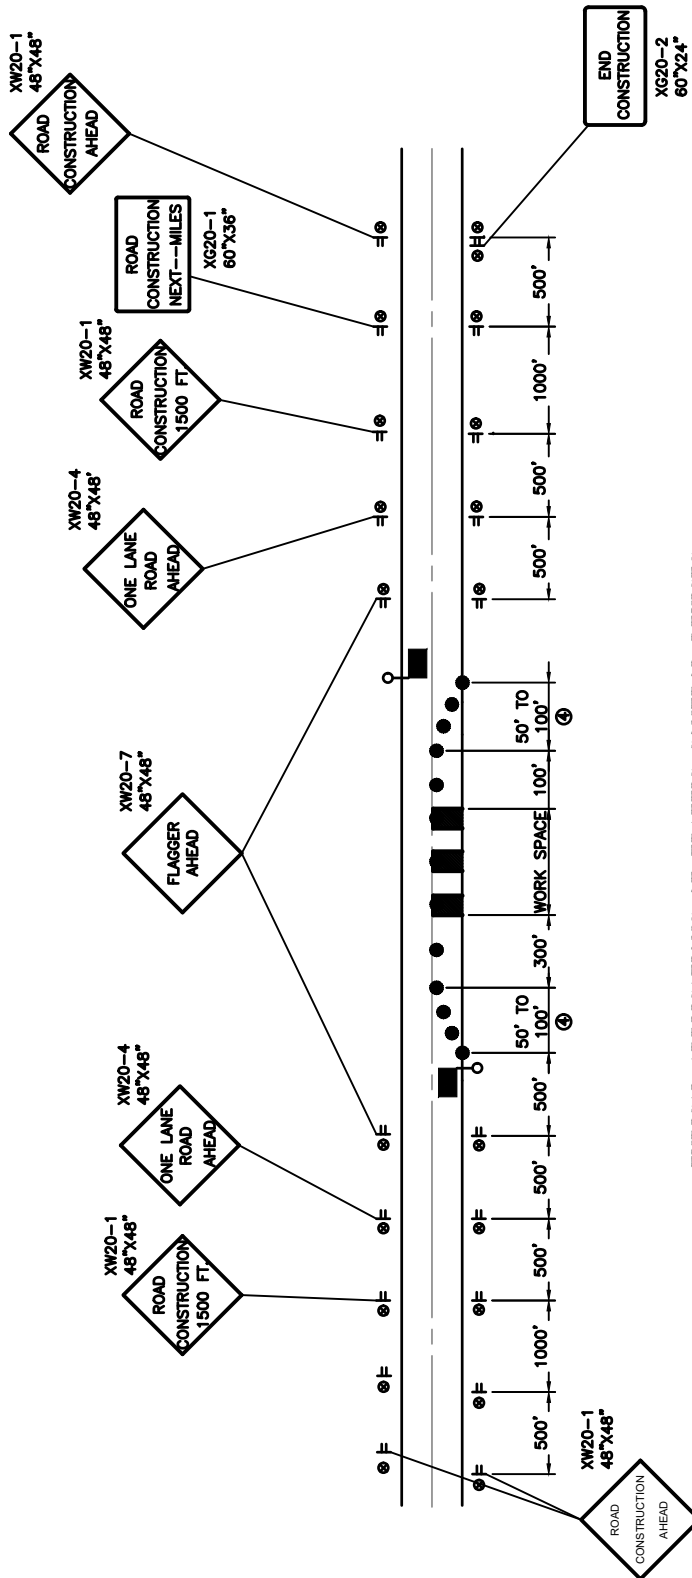 XW20-1
48"X48"
ROAD
CONSTRUCTION
AHEAD
ROAD
CONSTRUCTION
NEXT--MILES
XG20-1
60"X36"
XW20-1
48"X48"
ROAD
CONSTRUCTION
1500 FT.
XW20-4
48"X48'
ONE LANE
ROAD
AHEAD
XW20-7
48"X48"
FLAGGER
AHEAD
XW20-4
48"X48"
ONE LANE
ROAD
AHEAD
XW20-1
48"X48"
ROAD
CONSTRUCTION
1500 FT.
END
CONSTRUCTION
XG20-2
60"X24"
500'
1000'
500'
500'
50' TO
100'
4
100'
WORK SPACE
300'
50' TO
100'
4
500'
500'
500'
1000'
500'
XW20-1
48"X48"
ROAD
CONSTRUCTION
AHEAD